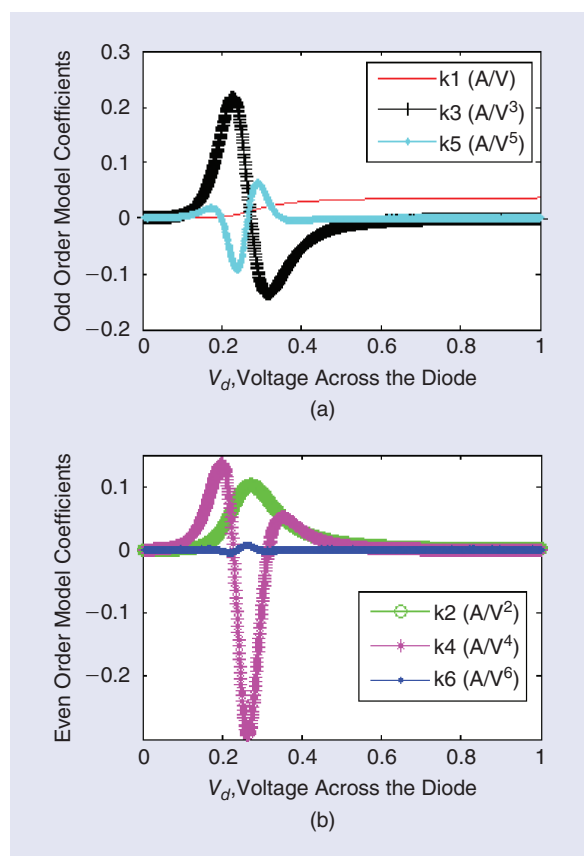 0.3
0.2
0.1
0
−0.1
−0.2
Odd Order Model Coefficients
k1 (A/V)
k3 (A/V³)
k5 (A/V⁵)
0 0.2 0.4 0.6 0.8 1
V_d,Voltage Across the Diode
(a)
0.1
0
−0.1
−0.2
Even Order Model Coefficients
k2 (A/V²)
k4 (A/V⁴)
k6 (A/V⁶)
0 0.2 0.4 0.6 0.8 1
V_d,Voltage Across the Diode
(b)